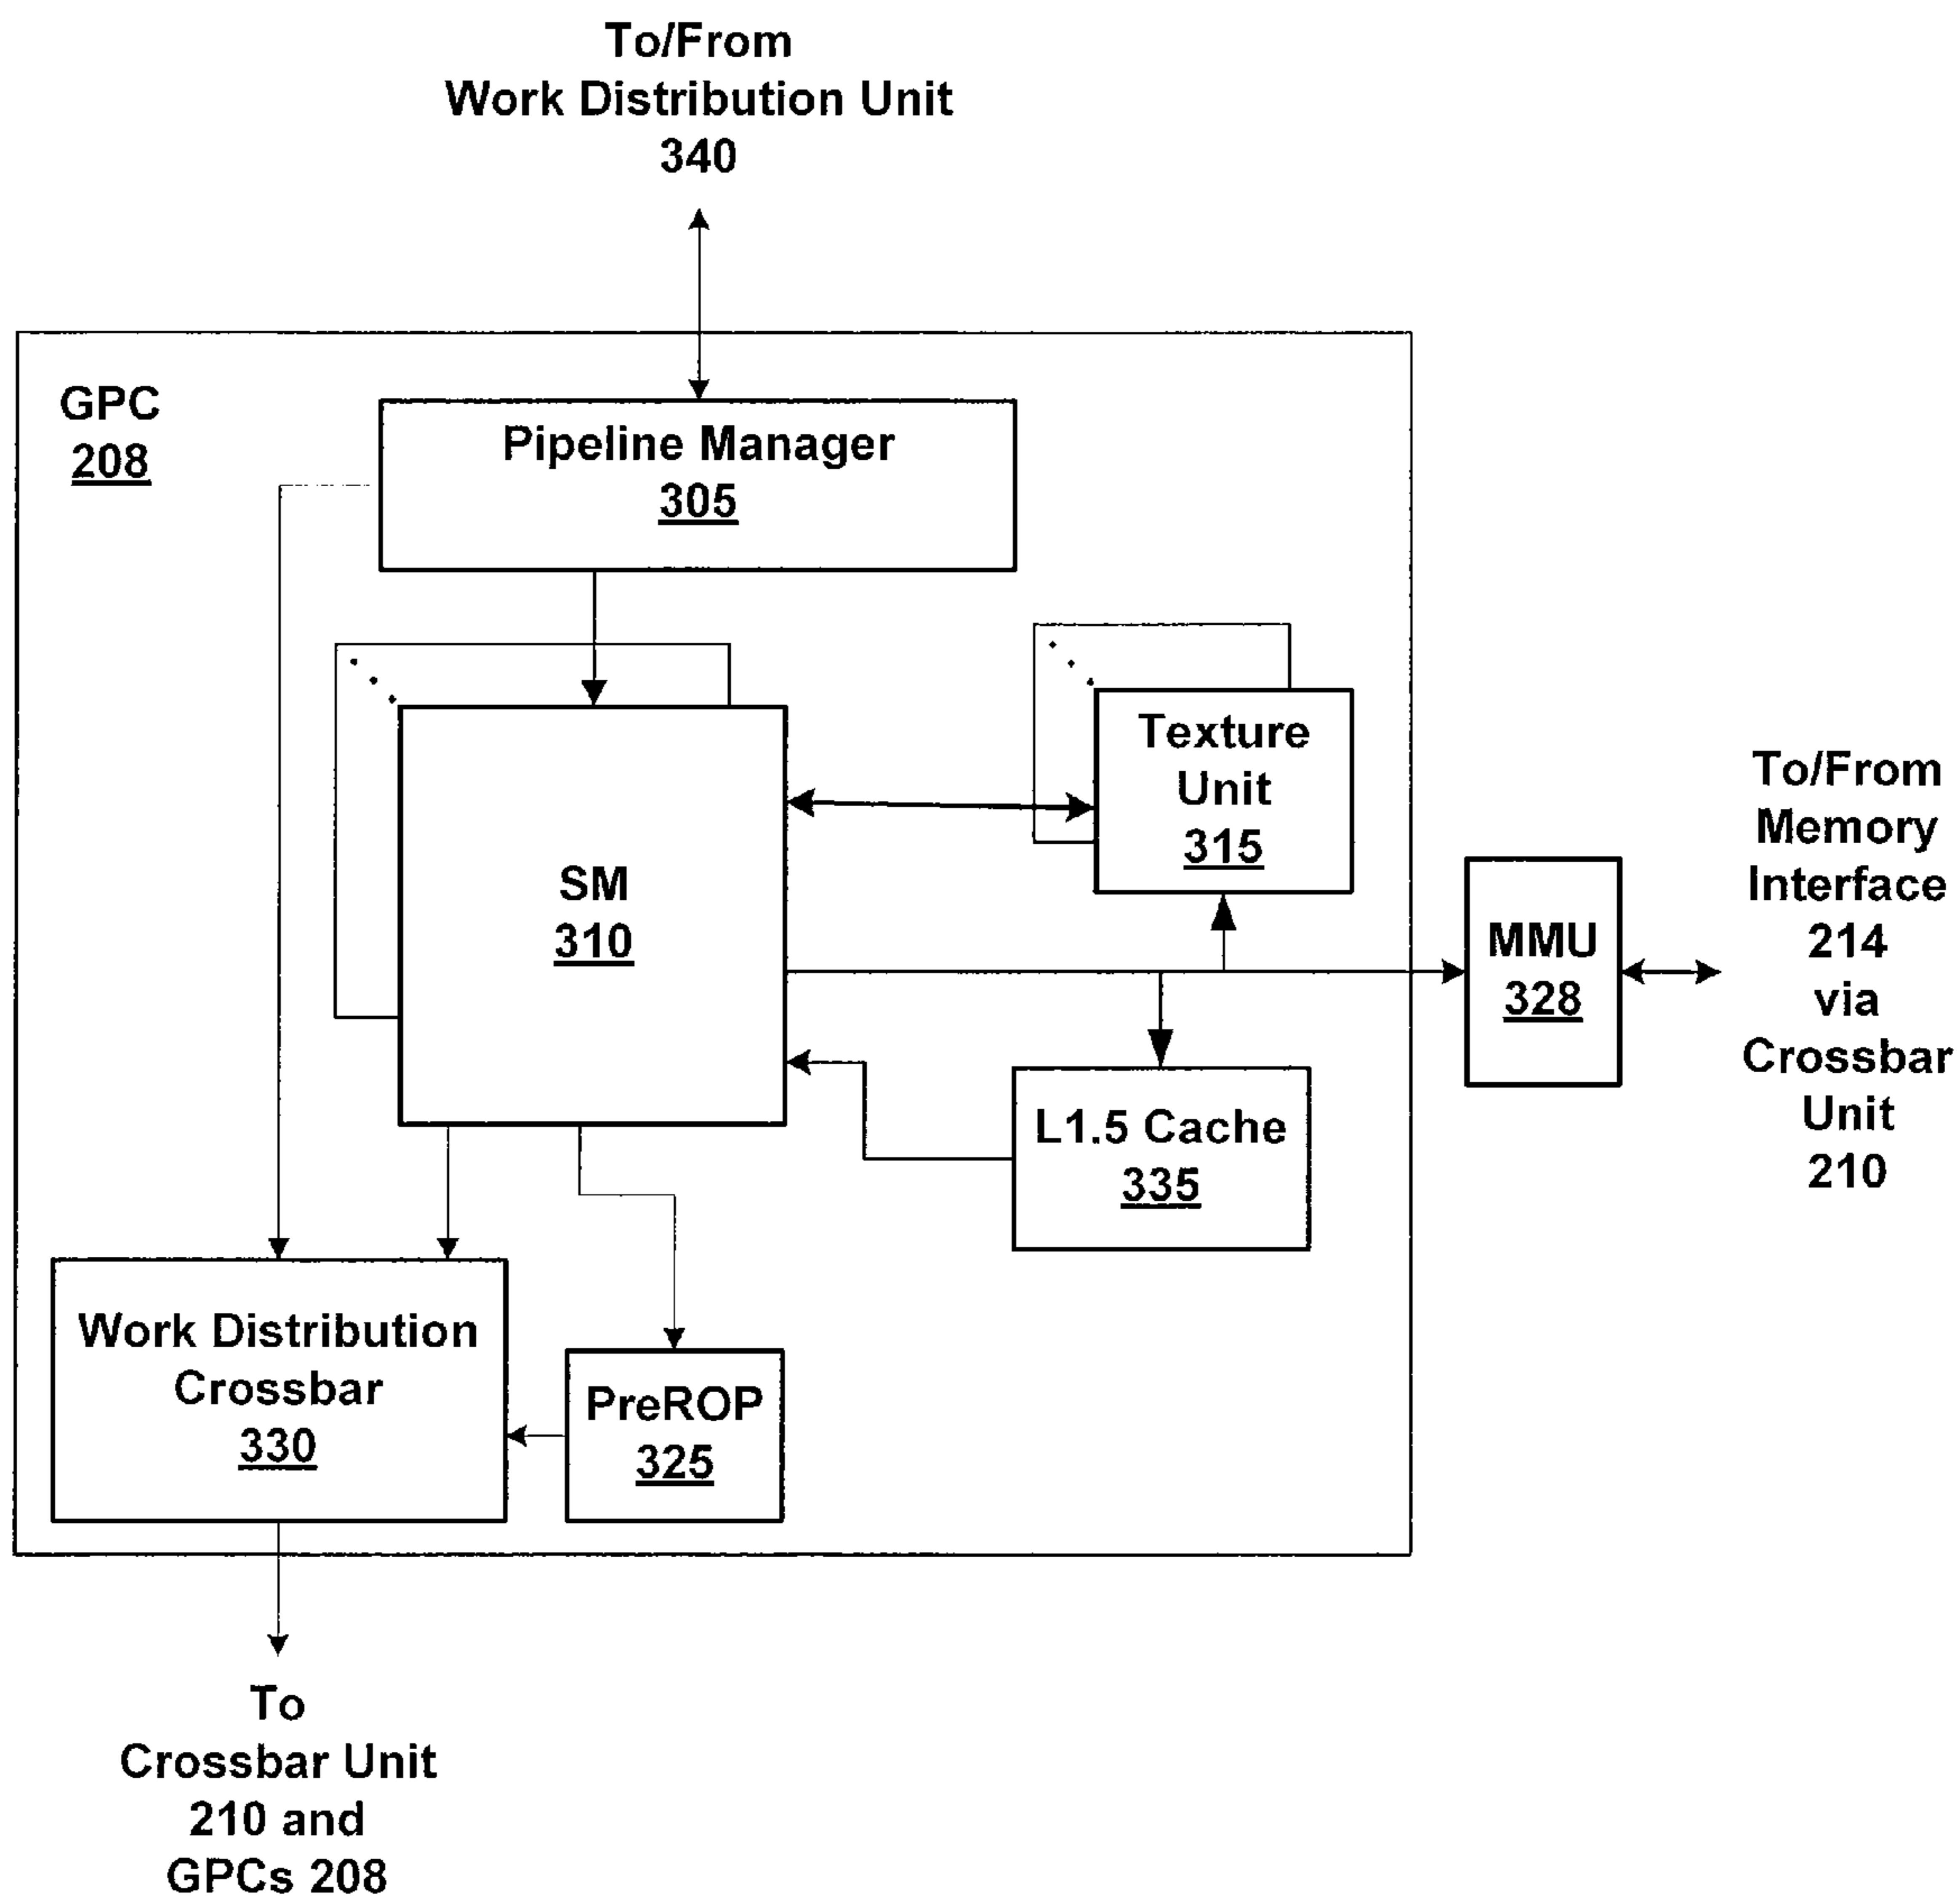 To/From
Work Distribution Unit
340
GPC
208
Pipeline Manager
305
Texture
Unit
315
SM
310
MMU
328
To/From
Memory
Interface
214
via
Crossbar
Unit
210
L1.5 Cache
335
Work Distribution
Crossbar
330
PreROP
325
To
Crossbar Unit
210 and
GPCs 208